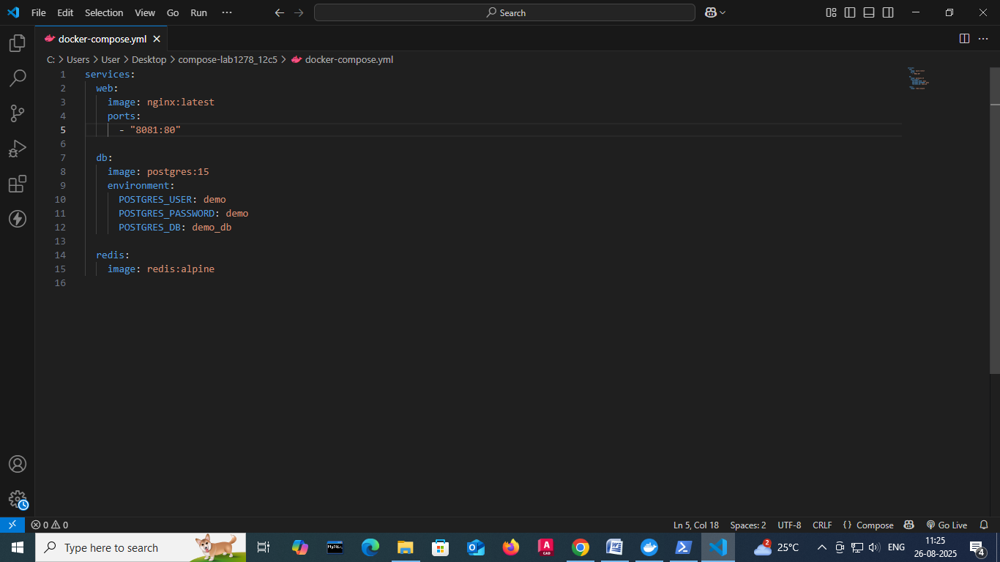 File Edit Selection View Go Run ··· Search
docker-compose.yml
C: > Users > User > Desktop > compose-lab1278_12c5 > docker-compose.yml
1 services:
2   web:
3     image: nginx:latest
4     ports:
5       - "8081:80"
6
7   db:
8     image: postgres:15
9     environment:
10       POSTGRES_USER: demo
11       POSTGRES_PASSWORD: demo
12       POSTGRES_DB: demo_db
13
14   redis:
15     image: redis:alpine
16
0 0 Ln 5, Col 18 Spaces: 2 UTF-8 CRLF {} Compose Go Live
Type here to search MySQL A CAD W 2 25°C ENG 11:25
26-08-2025 4